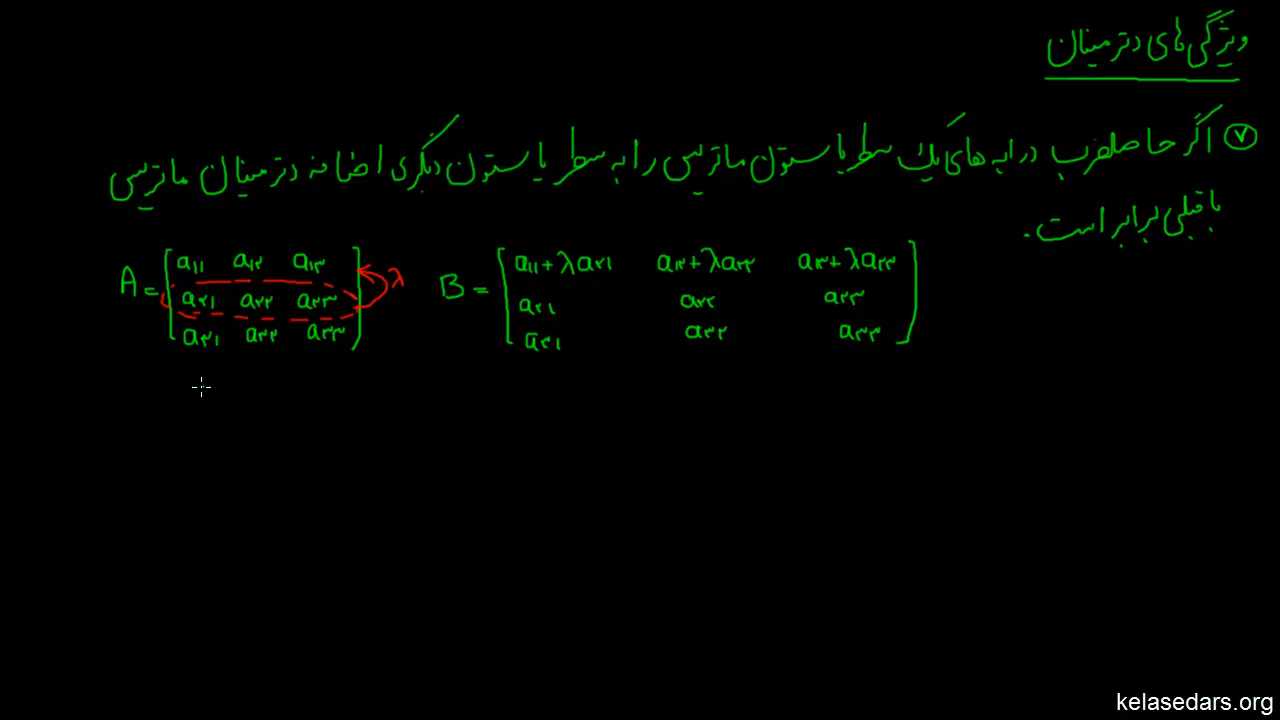 ویژگی های دترمینان
۷ اگر حاصلضرب درایه های یک سطر یا ستون ماتریس را به سطر یا ستون دیگری اضافه دترمینان ماتریس
با قبلی برابر است.
A = [ a۱۱ a۱۲ a۱۳ λ B = [ a۱۱ + λa۲۱ a۱۲ + λa۲۲ a۱۳ + λa۲۳ ]
a۲۱ a۲۲ a۲۳ a۲۱ a۲۲ a۲۳
a۳۱ a۳۲ a۳۳ ] a۳۱ a۳۲ a۳۳
kelasedars.org